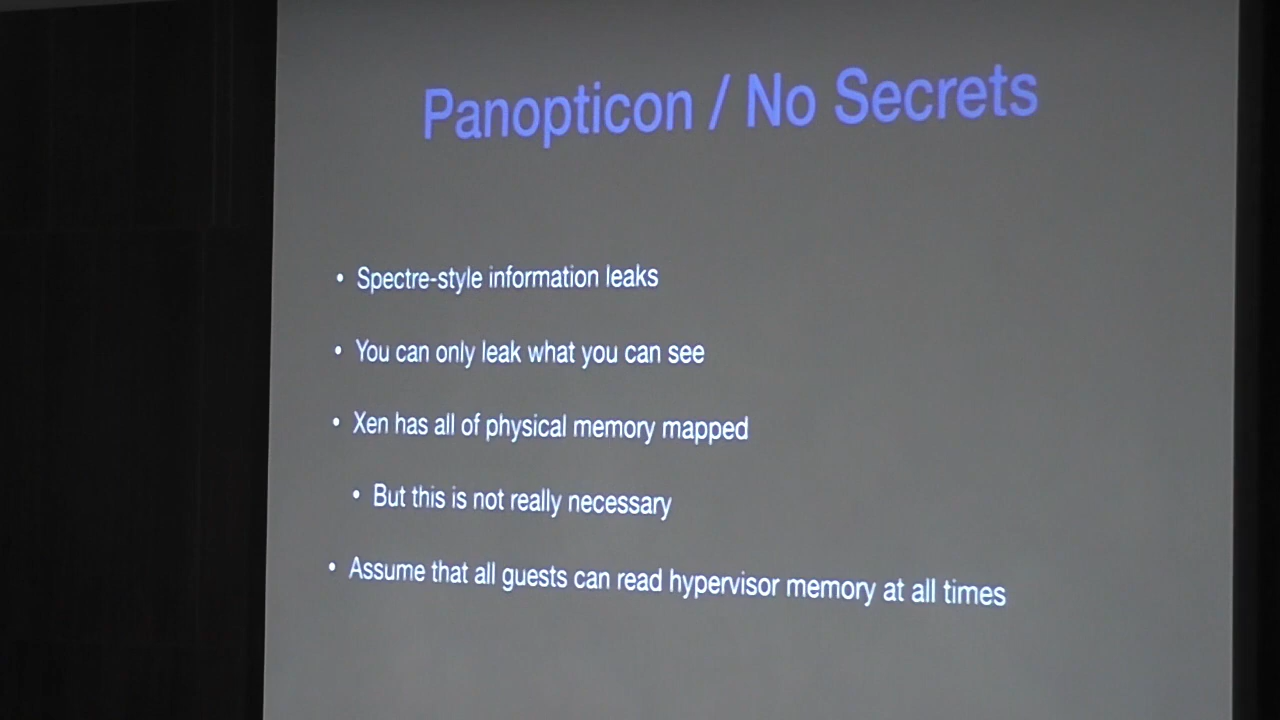 Panopticon / No Secrets
• Spectre-style information leaks
• You can only leak what you can see
• Xen has all of physical memory mapped
• But this is not really necessary
• Assume that all guests can read hypervisor memory at all times